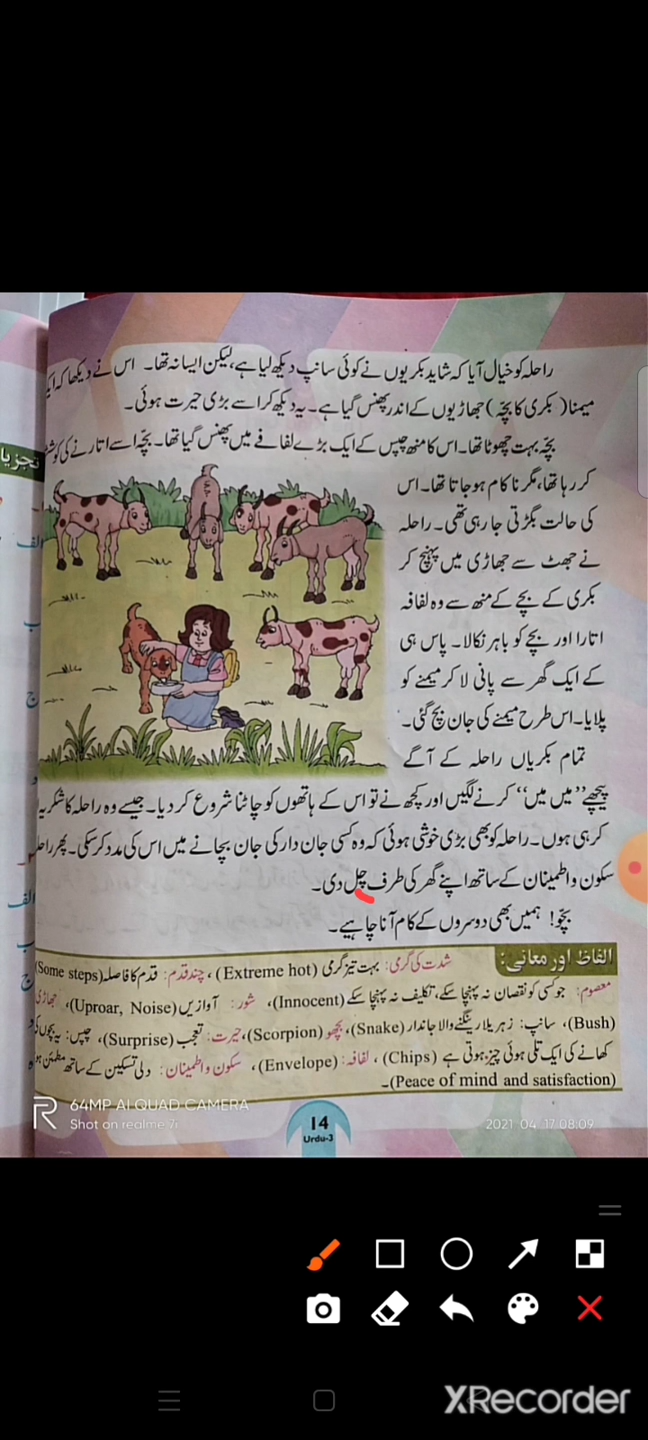 راحلہ کو خیال آیا کہ شاید بکریوں نے کوئی سانپ دیکھ لیا ہے، لیکن ایسا نہ تھا۔ اس نے دیکھا کہ
میمنا (بکری کا بچّہ) جھاڑیوں کے اندر پھنس گیا ہے۔ یہ دیکھ کر اسے بڑی حیرت ہوئی۔
بچّہ بہت چھوٹا تھا۔ اس کا منھ چپس کے ایک بڑے لفافے میں پھنس گیا تھا۔ بچّہ اسے اتارنے کی
کر رہا تھا، مگر ناکام ہو جاتا تھا۔ اس
کی حالت بگڑتی جا رہی تھی۔ راحلہ
نے جھٹ سے جھاڑی میں پہنچ کر
بکری کے بچے کے منھ سے وہ لفافہ
اتارا اور بچے کو باہر نکالا۔ پاس ہی
کے ایک گھر سے پانی لا کر میمنے کو
پلایا۔ اس طرح میمنے کی جان بچ گئی۔
تمام بکریاں راحلہ کے آگے
پیچھے ”میں میں“ کرنے لگیں اور کچھ نے تو اس کے ہاتھوں کو چاٹنا شروع کر دیا۔ جیسے وہ راحلہ کا شکریہ
کر رہی ہوں۔ راحلہ کو بھی بڑی خوشی ہوئی کہ وہ کسی جان دار کی جان بچانے میں اس کی مدد کر سکی۔ پھر
سکون و اطمینان کے ساتھ اپنے گھر کی طرف چل دی۔
بچّو! ہمیں بھی دوسروں کے کام آنا چاہیے۔
الفاظ اور معانی: شدت کی گرمی: بہت تیز گرمی (Extreme hot)، چند قدم: قدم کا فاصلہ (Some steps)
معصوم: جو کسی کو نقصان نہ پہنچا سکے، تکلیف نہ پہنچا سکے (Innocent)، شور: آوازیں (Uproar, Noise)، جھاڑی
(Bush)، سانپ: زہریلا رینگنے والا جاندار (Snake)، بچھو (Scorpion)، حیرت: تعجب (Surprise)، چپس: یہ بچوں کی
کھانے کی ایک تلی ہوئی چیز ہوتی ہے (Chips)، لفافہ: (Envelope)، سکون و اطمینان: دلی تسکین کے ساتھ مطمئن
(Peace of mind and satisfaction)۔
64MP AI QUAD CAMERA
Shot on realme 7i
14
Urdu-3
2021.04.17 08:09
الف
ب
ج
د
الف
ب
ج
XRecorder